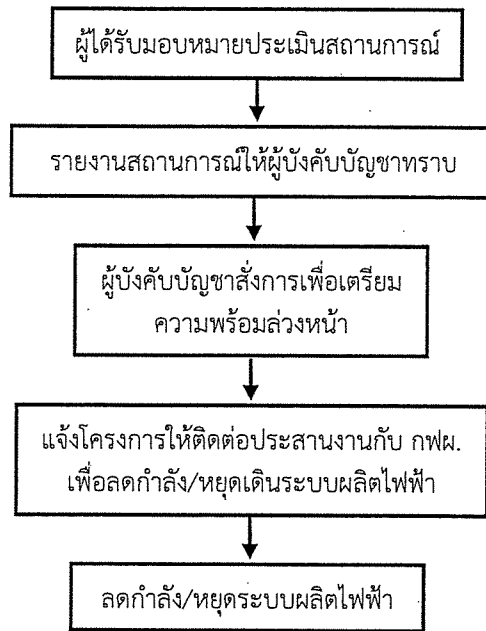 ผู้ได้รับมอบหมายประเมินสถานการณ์
รายงานสถานการณ์ให้ผู้บังคับบัญชาทราบ
ผู้บังคับบัญชาสั่งการเพื่อเตรียม
ความพร้อมล่วงหน้า
แจ้งโครงการให้ติดต่อประสานงานกับ กฟผ.
เพื่อลดกำลัง/หยุดเดินระบบผลิตไฟฟ้า
ลดกำลัง/หยุดระบบผลิตไฟฟ้า